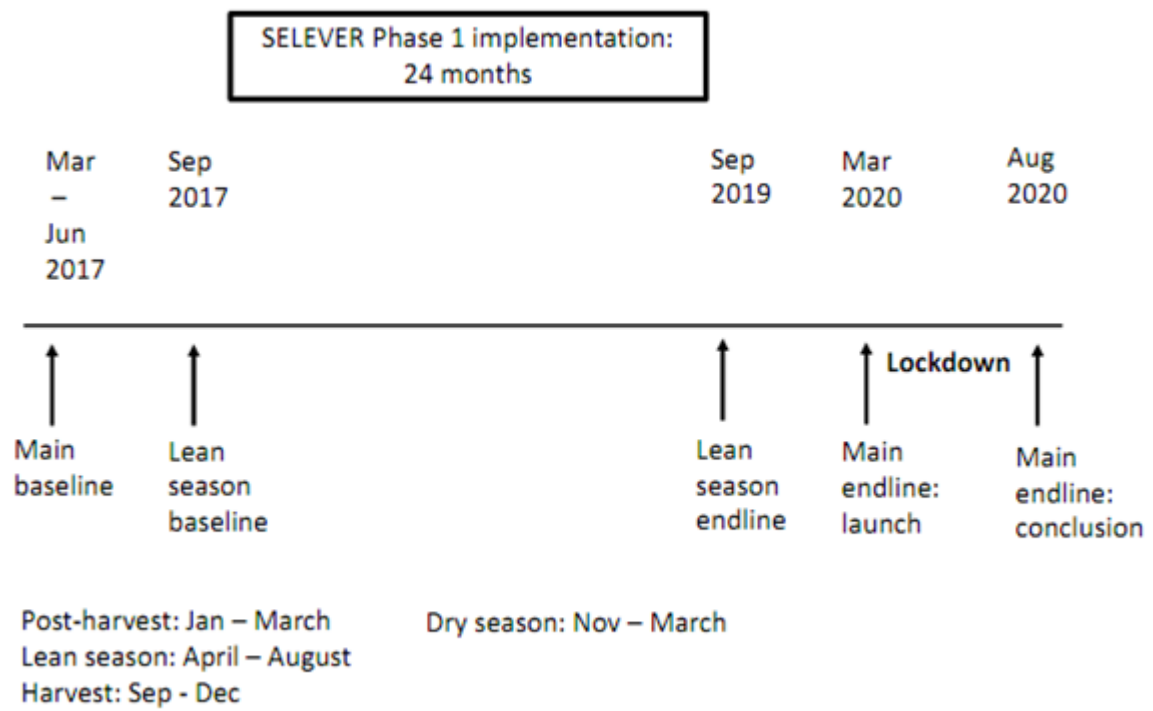 SELEVER Phase 1 implementation:
24 months
Mar
–
Jun
2017
Sep
2017
Sep
2019
Mar
2020
Aug
2020
Lockdown
Main
baseline
Lean
season
baseline
Lean
season
endline
Main
endline:
launch
Main
endline:
conclusion
Post-harvest: Jan – March
Lean season: April – August
Harvest: Sep - Dec
Dry season: Nov – March